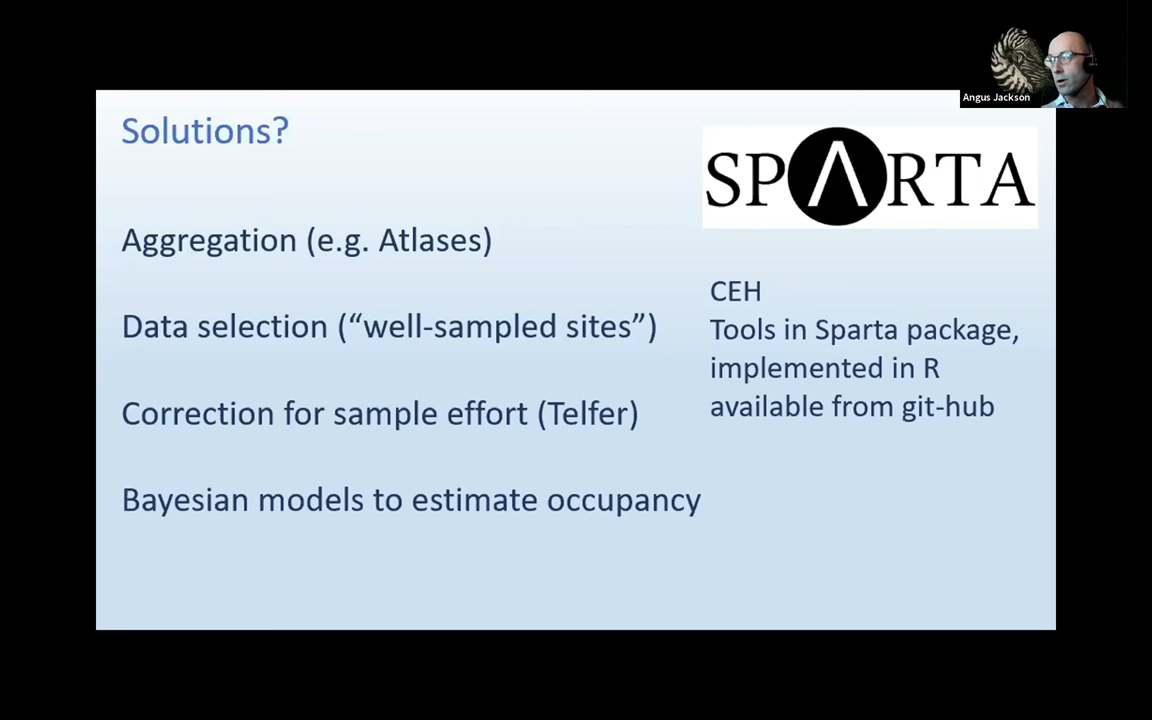 Angus Jackson
Solutions?
SPARTA
Aggregation (e.g. Atlases)
Data selection (“well-sampled sites”)
Correction for sample effort (Telfer)
Bayesian models to estimate occupancy
CEH
Tools in Sparta package,
implemented in R
available from git-hub